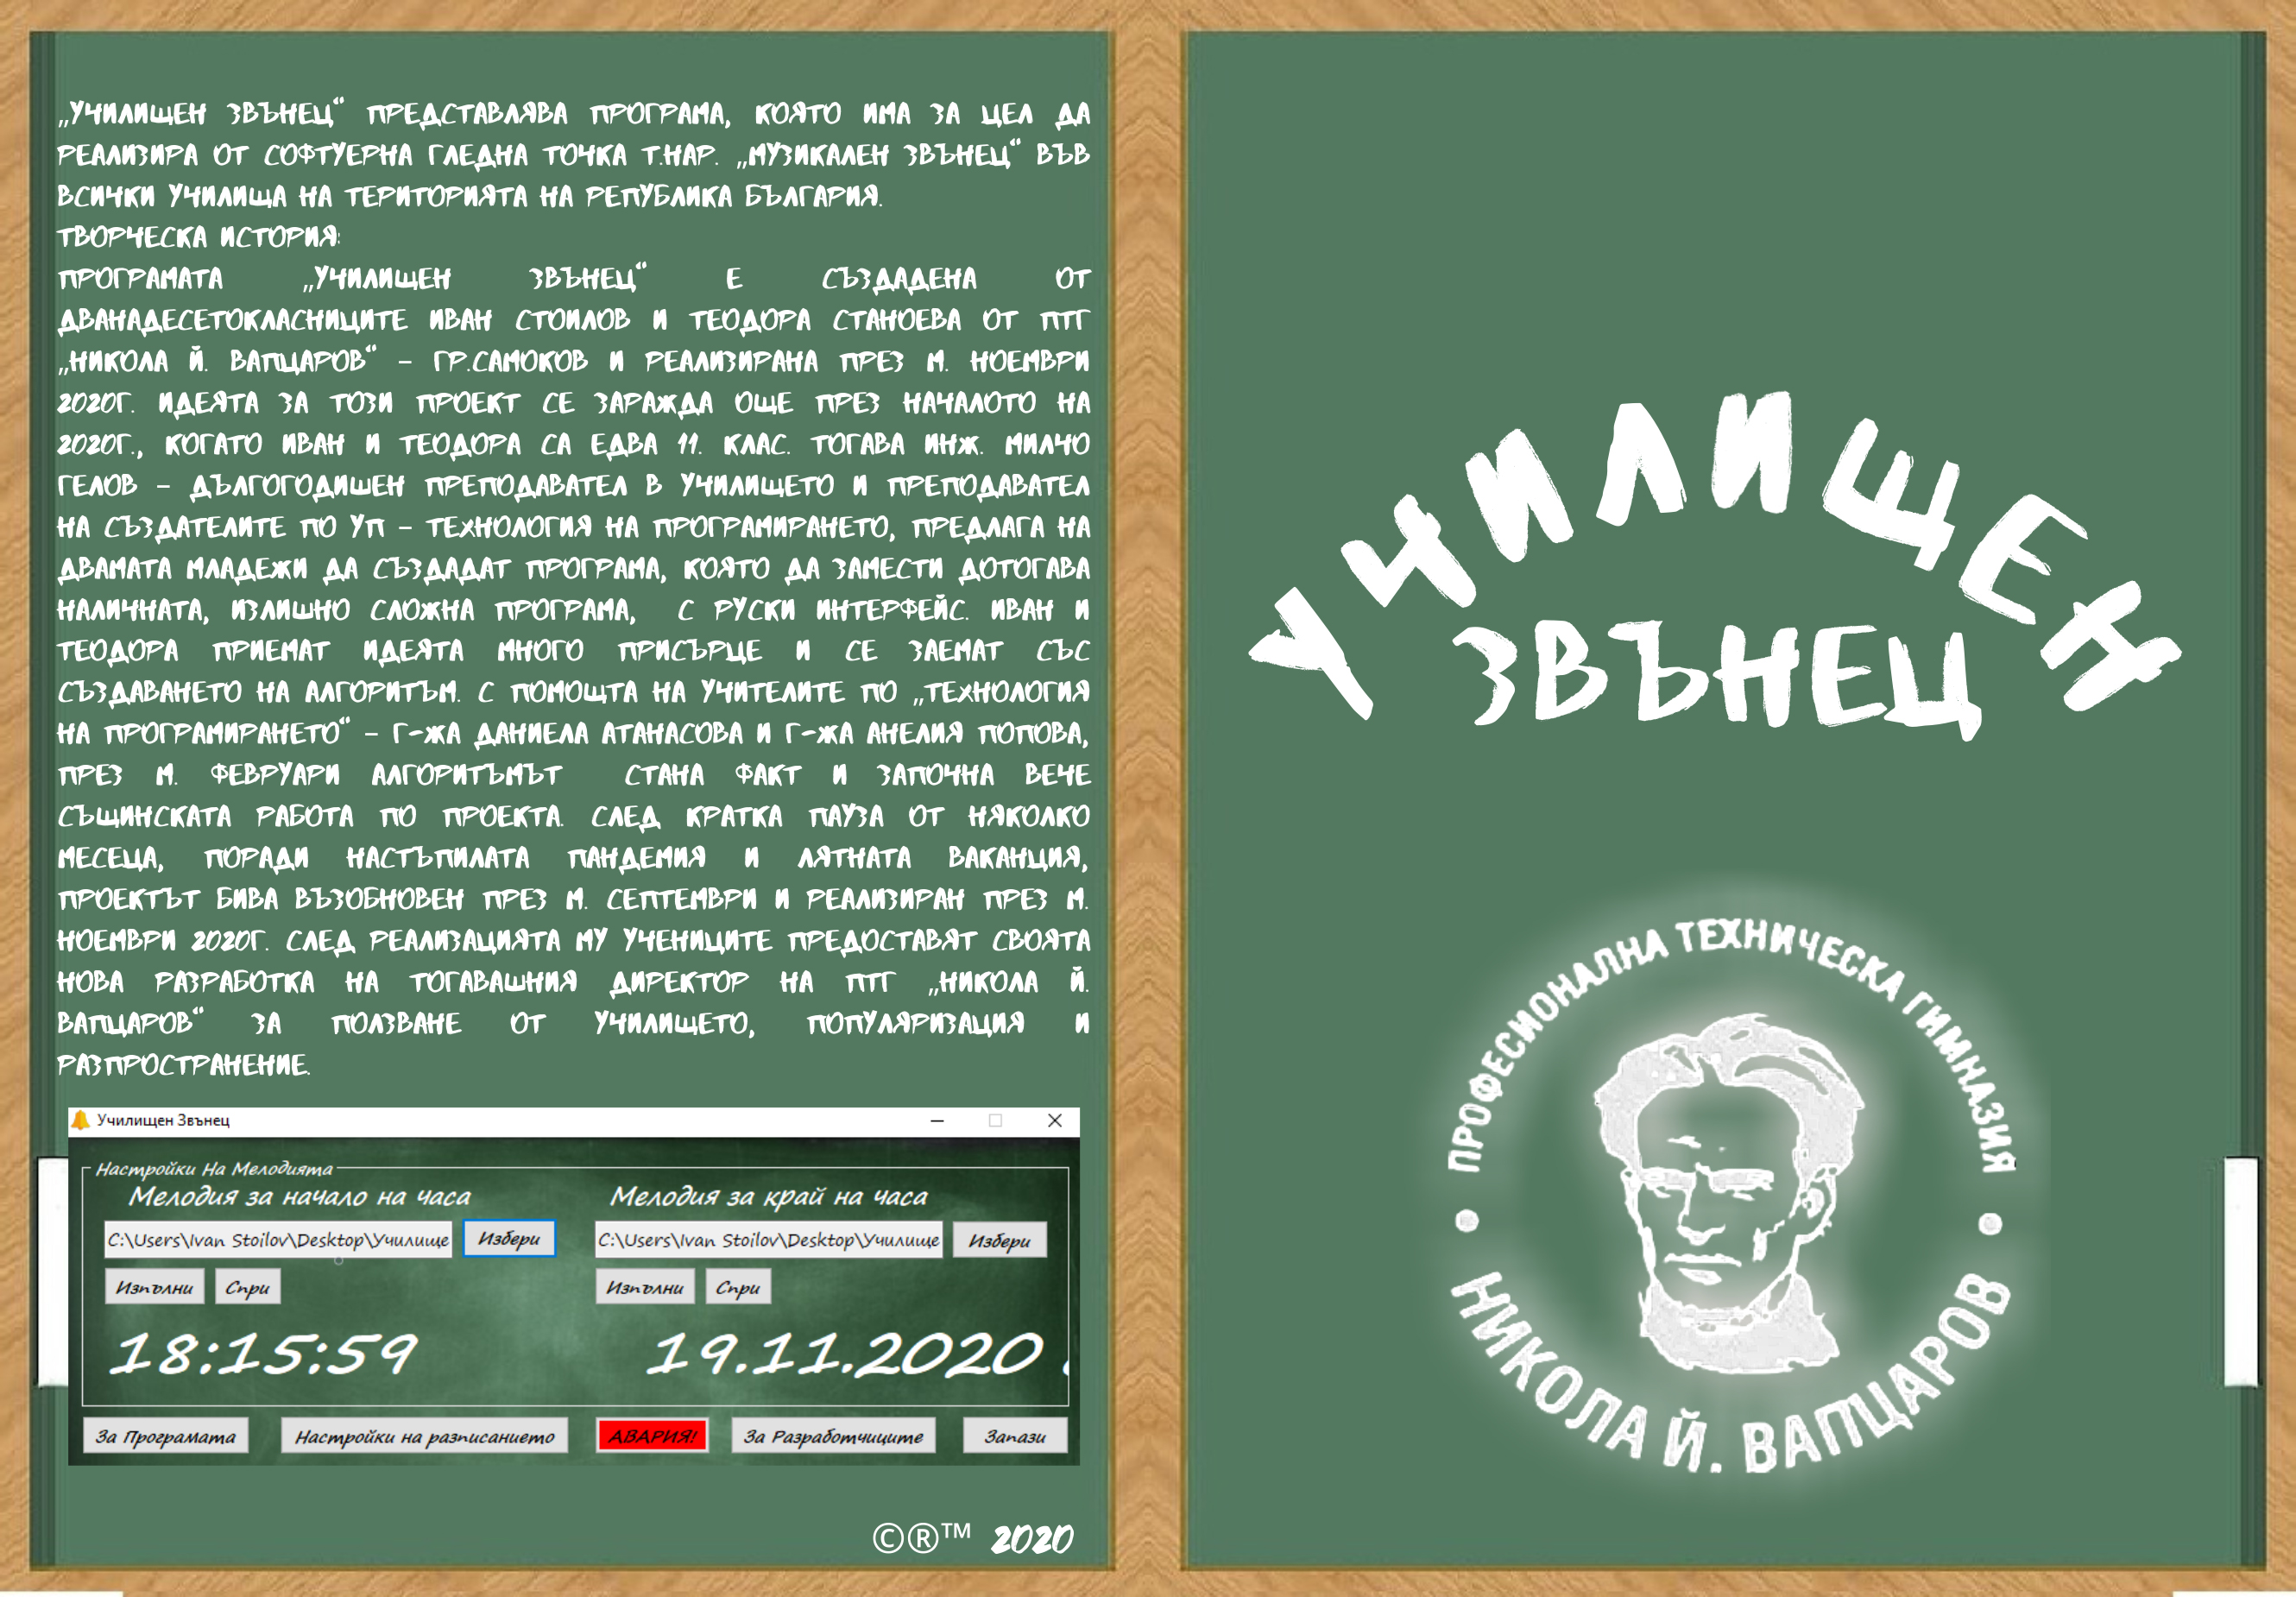 „УЧИЛИЩЕН ЗВЪНЕЦ“ ПРЕДСТАВЛЯВА ПРОГРАМА, КОЯТО ИМА ЗА ЦЕЛ ДА
РЕАЛИЗИРА ОТ СОФТУЕРНА ГЛЕДНА ТОЧКА Т.НАР. „МУЗИКАЛЕН ЗВЪНЕЦ“ ВЪВ
ВСИЧКИ УЧИЛИЩА НА ТЕРИТОРИЯТА НА РЕПУБЛИКА БЪЛГАРИЯ.
ТВОРЧЕСКА ИСТОРИЯ:
ПРОГРАМАТА „УЧИЛИЩЕН ЗВЪНЕЦ“ Е СЪЗДАДЕНА ОТ
ДВАНАДЕСЕТОКЛАСНИЦИТЕ ИВАН СТОИЛОВ И ТЕОДОРА СТАНОЕВА ОТ ПТГ
„НИКОЛА Й. ВАПЦАРОВ“ – ГР.САМОКОВ И РЕАЛИЗИРАНА ПРЕЗ М. НОЕМВРИ
2020Г. ИДЕЯТА ЗА ТОЗИ ПРОЕКТ СЕ ЗАРАЖДА ОЩЕ ПРЕЗ НАЧАЛОТО НА
2020Г., КОГАТО ИВАН И ТЕОДОРА СА ЕДВА 11. КЛАС. ТОГАВА ИНЖ. МИЛЧО
ГЕЛОВ – ДЪЛГОГОДИШЕН ПРЕПОДАВАТЕЛ В УЧИЛИЩЕТО И ПРЕПОДАВАТЕЛ
НА СЪЗДАТЕЛИТЕ ПО УП – ТЕХНОЛОГИЯ НА ПРОГРАМИРАНЕТО, ПРЕДЛАГА НА
ДВАМАТА МЛАДЕЖИ ДА СЪЗДАДАТ ПРОГРАМА, КОЯТО ДА ЗАМЕСТИ ДОТОГАВА
НАЛИЧНАТА, ИЗЛИШНО СЛОЖНА ПРОГРАМА, С РУСКИ ИНТЕРФЕЙС. ИВАН И
ТЕОДОРА ПРИЕМАТ ИДЕЯТА МНОГО ПРИСЪРЦЕ И СЕ ЗАЕМАТ СЪС
СЪЗДАВАНЕТО НА АЛГОРИТЪМ. С ПОМОЩТА НА УЧИТЕЛИТЕ ПО „ТЕХНОЛОГИЯ
НА ПРОГРАМИРАНЕТО“ – Г-ЖА ДАНИЕЛА АТАНАСОВА И Г-ЖА АНЕЛИЯ ПОПОВА,
ПРЕЗ М. ФЕВРУАРИ АЛГОРИТЪМЪТ СТАНА ФАКТ И ЗАПОЧНА ВЕЧЕ
СЪЩИНСКАТА РАБОТА ПО ПРОЕКТА. СЛЕД КРАТКА ПАУЗА ОТ НЯКОЛКО
МЕСЕЦА, ПОРАДИ НАСТЪПИЛАТА ПАНДЕМИЯ И ЛЯТНАТА ВАКАНЦИЯ,
ПРОЕКТЪТ БИВА ВЪЗОБНОВЕН ПРЕЗ М. СЕПТЕМВРИ И РЕАЛИЗИРАН ПРЕЗ М.
НОЕМВРИ 2020Г. СЛЕД РЕАЛИЗАЦИЯТА МУ УЧЕНИЦИТЕ ПРЕДОСТАВЯТ СВОЯТА
НОВА РАЗРАБОТКА НА ТОГАВАШНИЯ ДИРЕКТОР НА ПТГ „НИКОЛА Й.
ВАПЦАРОВ“ ЗА ПОЛЗВАНЕ ОТ УЧИЛИЩЕТО, ПОПУЛЯРИЗАЦИЯ И
РАЗПРОСТРАНЕНИЕ.
Училищен Звънец
Настройки На Мелодията
Мелодия за начало на часа Мелодия за край на часа
C:\Users\Ivan Stoilov\Desktop\Училище Избери C:\Users\Ivan Stoilov\Desktop\Училище Избери
Изпълни Спри Изпълни Спри
18:15:59 19.11.2020
За Програмата Настройки на разписанието АВАРИЯ! За Разработчиците Запази
©®™ 2020
УЧИЛИЩЕН
ЗВЪНЕЦ
ПРОФЕСИОНАЛНА ТЕХНИЧЕСКА ГИМНАЗИЯ
• НИКОЛА Й. ВАПЦАРОВ •